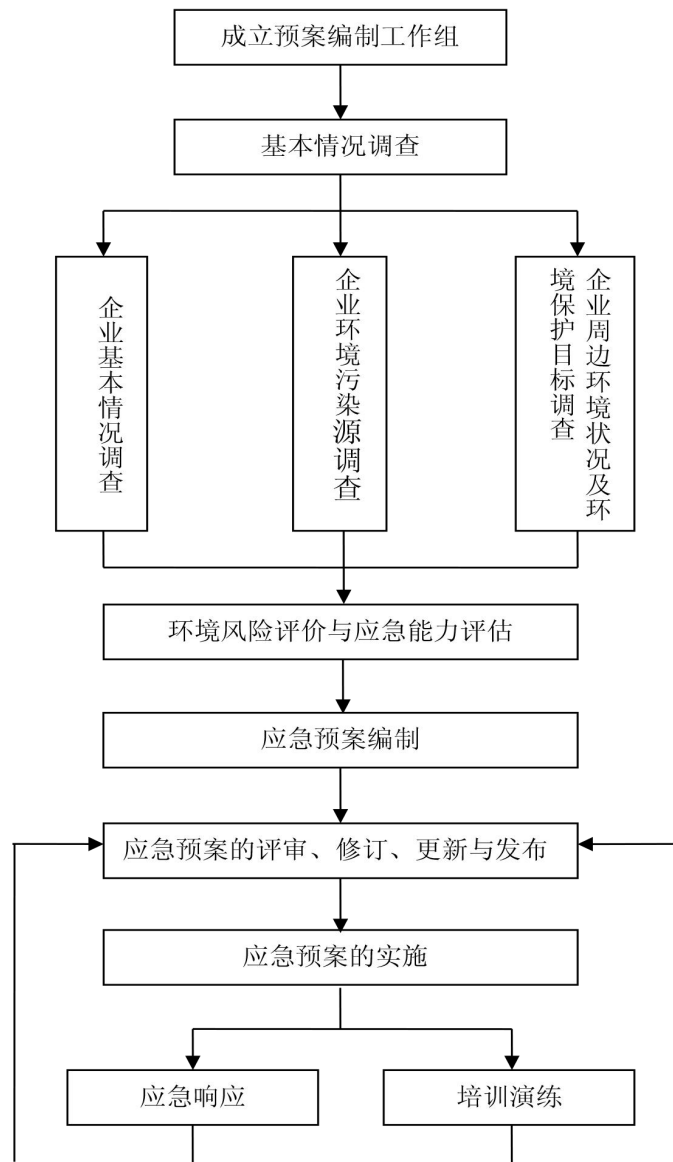 成立预案编制工作组
基本情况调查
企业基本情况调查
企业环境污染源调查
企业周边环境状况及环
境保护目标调查
环境风险评价与应急能力评估
应急预案编制
应急预案的评审、修订、更新与发布
应急预案的实施
应急响应
培训演练